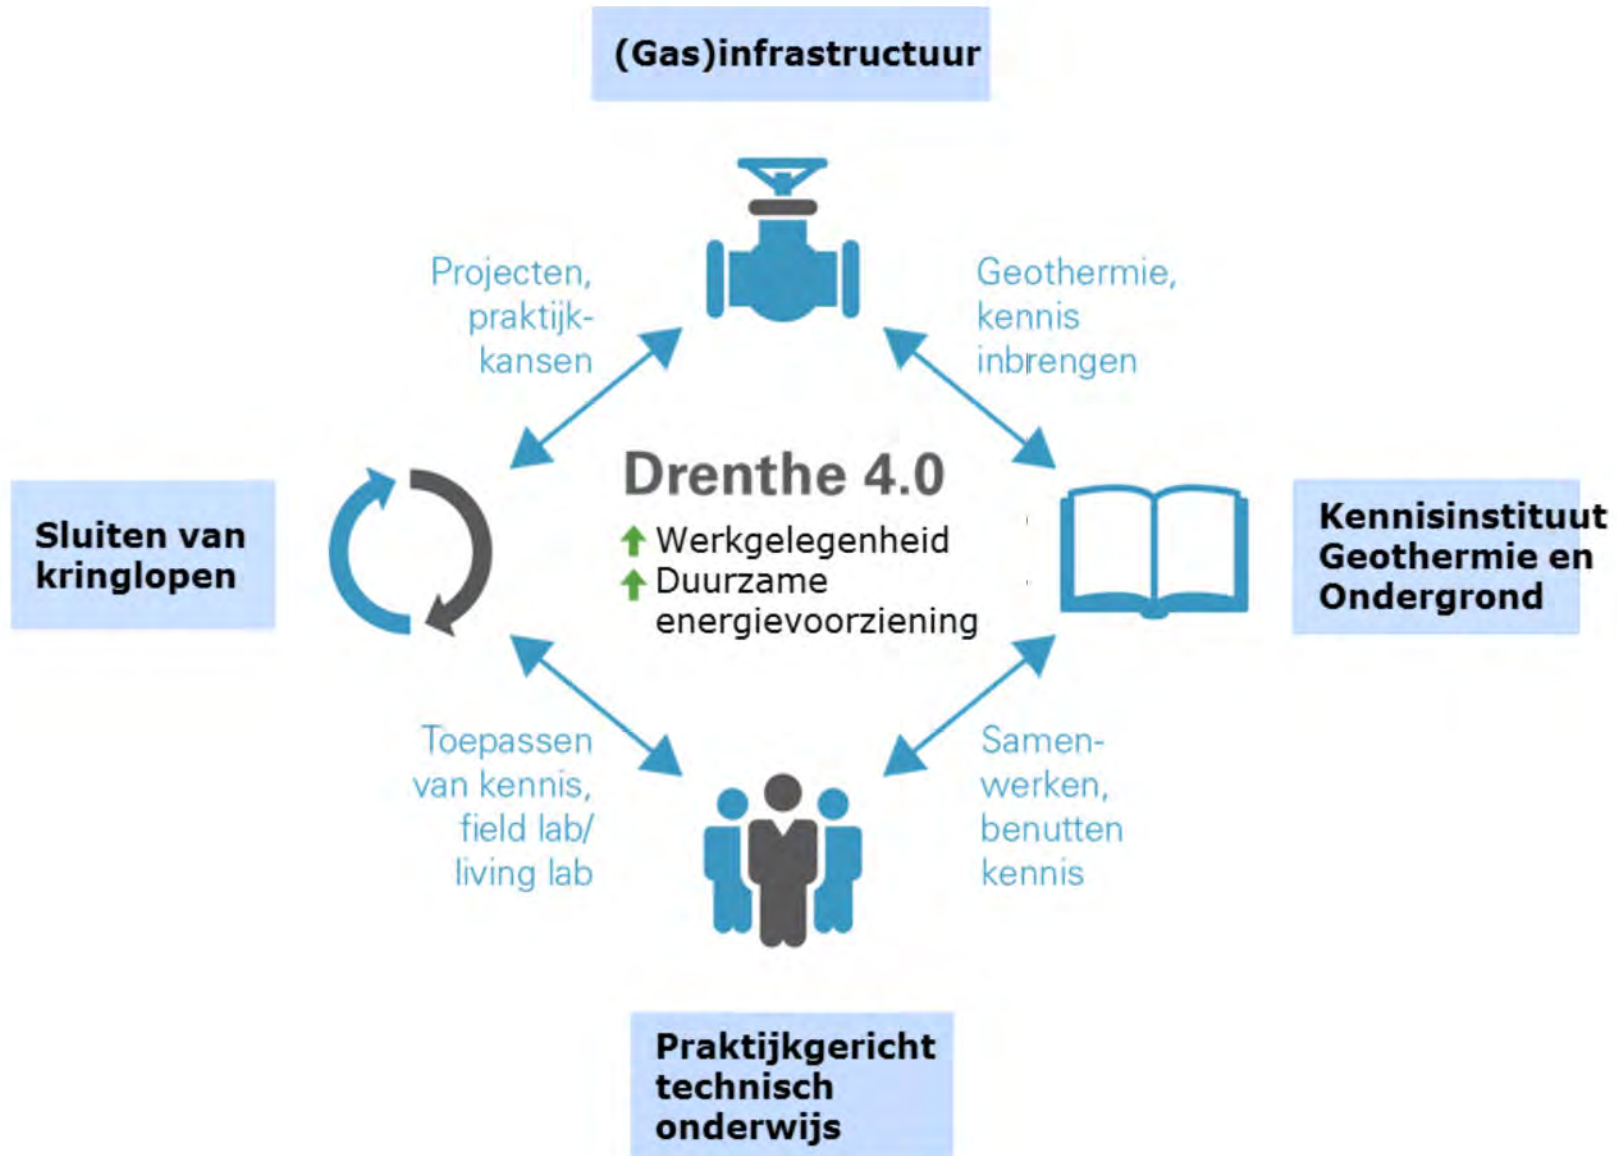 (Gas)infrastructuur
Projecten,
praktijk-
kansen
Geothermie,
kennis
inbrengen
Drenthe 4.0
Werkgelegenheid
Duurzame
energievoorziening
Sluiten van
kringlopen
Kennisinstituut
Geothermie en
Ondergrond
Toepassen
van kennis,
field lab/
living lab
Samen-
werken,
benutten
kennis
Praktijkgericht
technisch
onderwijs